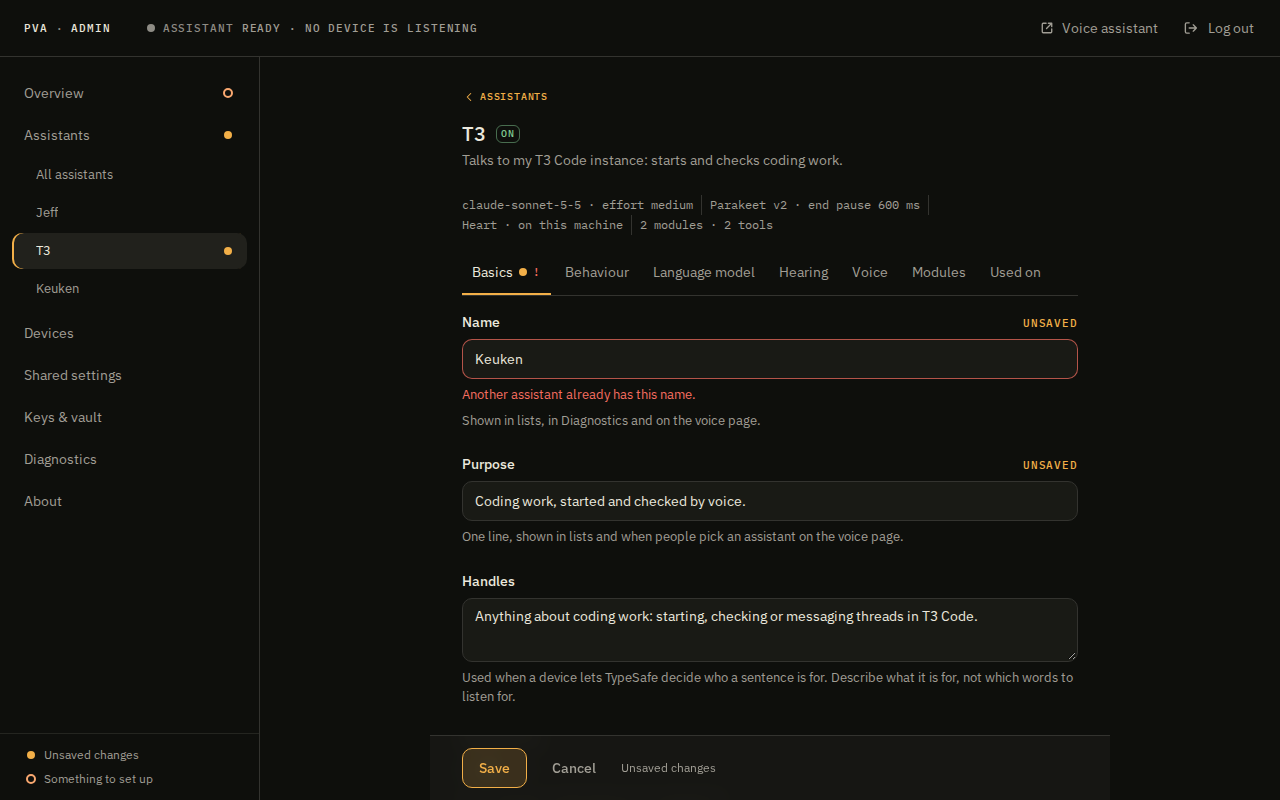 PVA · ADMIN
ASSISTANT READY · NO DEVICE IS LISTENING
Voice assistant
Log out
Overview
Assistants
All assistants
Jeff
T3
Keuken
Devices
Shared settings
Keys & vault
Diagnostics
About
Unsaved changes
Something to set up
ASSISTANTS
T3 ON
Talks to my T3 Code instance: starts and checks coding work.
claude-sonnet-5-5 · effort medium Parakeet v2 · end pause 600 ms
Heart · on this machine 2 modules · 2 tools
Basics ! Behaviour Language model Hearing Voice Modules Used on
Name UNSAVED
Keuken
Another assistant already has this name.
Shown in lists, in Diagnostics and on the voice page.
Purpose UNSAVED
Coding work, started and checked by voice.
One line, shown in lists and when people pick an assistant on the voice page.
Handles
Anything about coding work: starting, checking or messaging threads in T3 Code.
Used when a device lets TypeSafe decide who a sentence is for. Describe what it is for, not which words to
listen for.
Save Cancel Unsaved changes